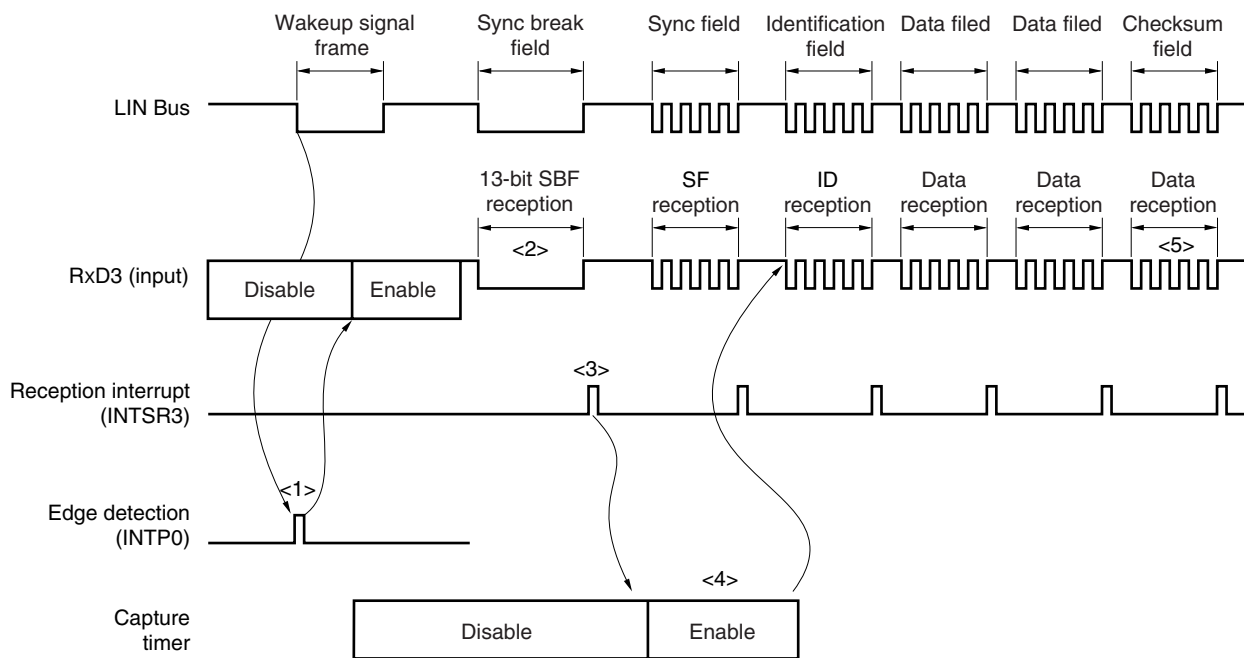 Wakeup signal
frame
Sync break
field
Sync field
Identification
field
Data filed
Data filed
Checksum
field
LIN Bus
13-bit SBF
reception
SF
reception
ID
reception
Data
reception
Data
reception
Data
reception
<2>
<5>
RxD3 (input)
Disable
Enable
Reception interrupt
(INTSR3)
<3>
<1>
Edge detection
(INTP0)
<4>
Capture
timer
Disable
Enable